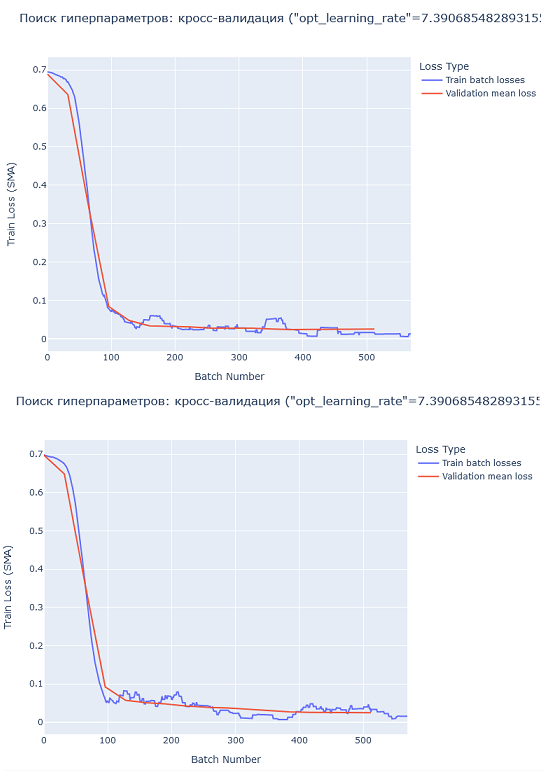 Поиск гиперпараметров: кросс-валидация ("opt_learning_rate"=7.390685482893155
Loss Type
Train batch losses
Validation mean loss
Train Loss (SMA)
0.7
0.6
0.5
0.4
0.3
0.2
0.1
0
0 100 200 300 400 500
Batch Number
Поиск гиперпараметров: кросс-валидация ("opt_learning_rate"=7.390685482893155
Loss Type
Train batch losses
Validation mean loss
Train Loss (SMA)
0.7
0.6
0.5
0.4
0.3
0.2
0.1
0
0 100 200 300 400 500
Batch Number